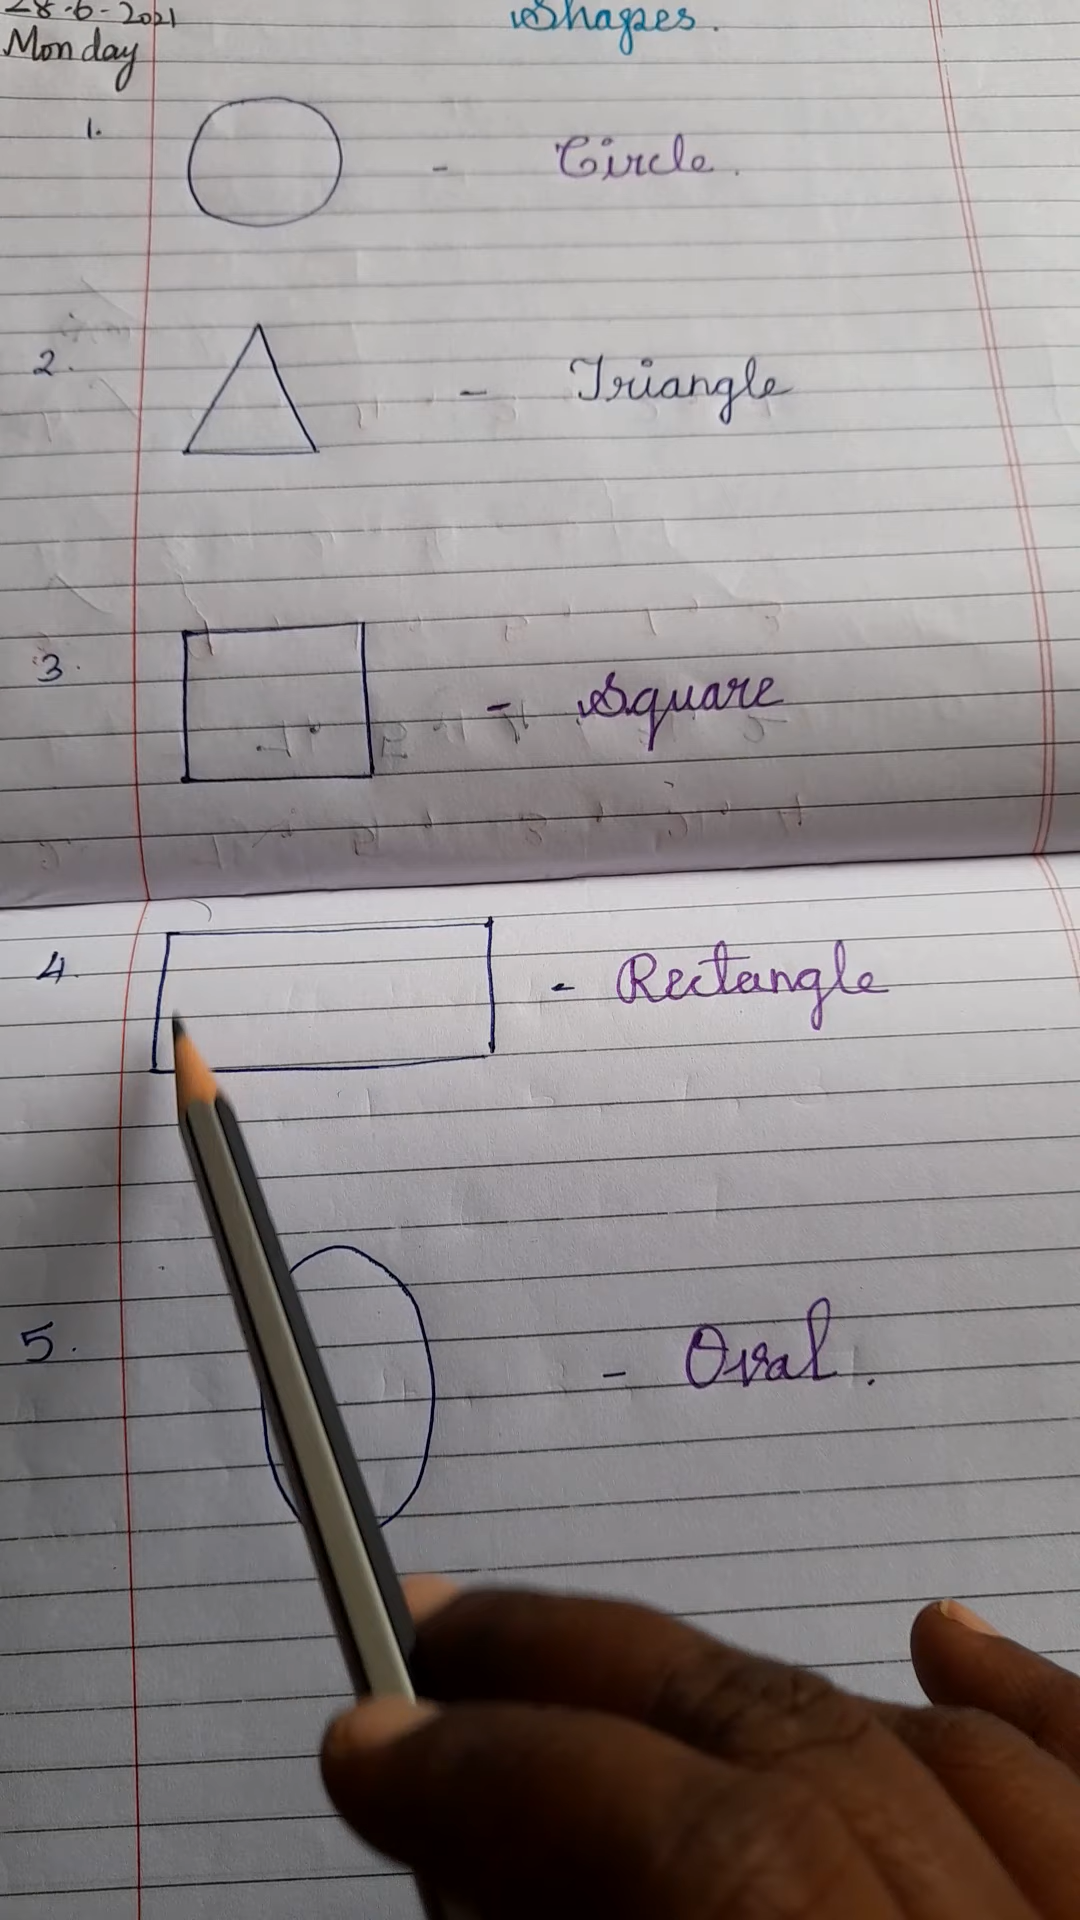 28-6-2021
Shapes.
Monday
1. - Circle.
2. - Triangle
3. - Square
4. - Rectangle
5. - Oval.